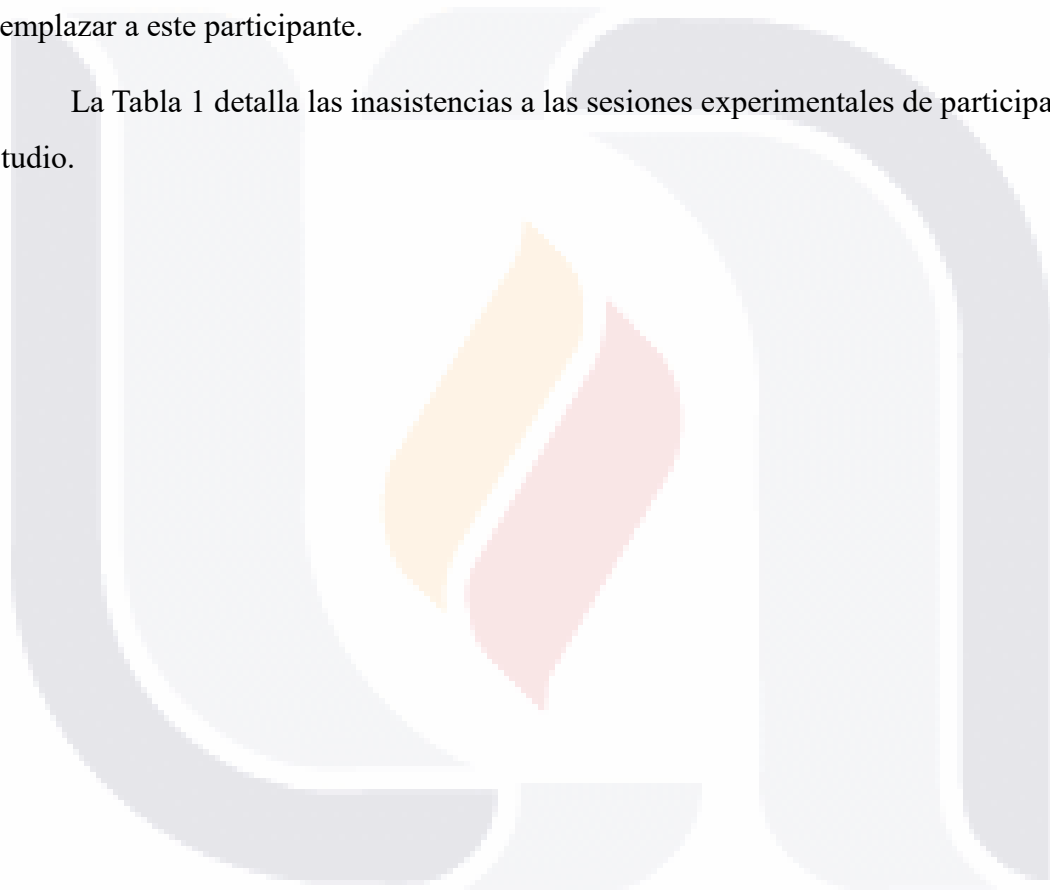 emplazar a este participante.
La Tabla 1 detalla las inasistencias a las sesiones experimentales de participa
tudio.